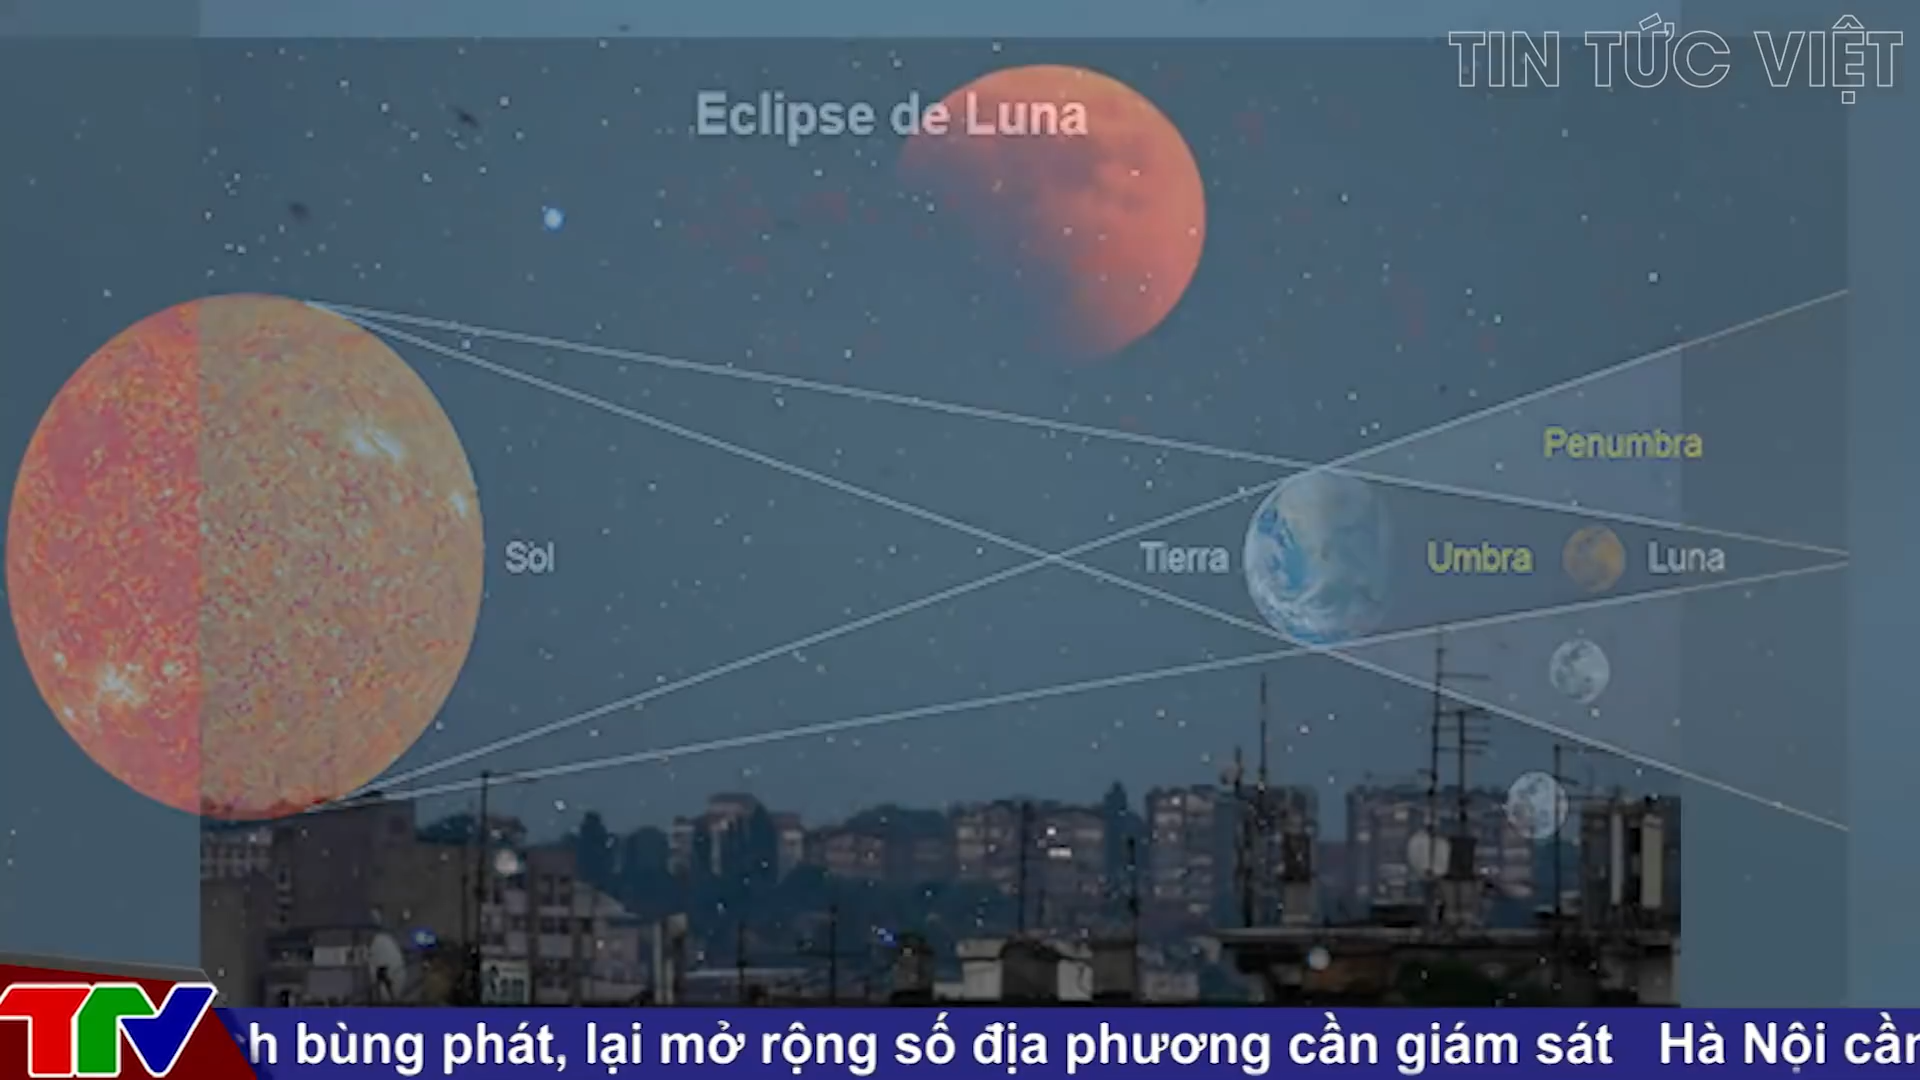 TIN TỨC VIỆT
Eclipse de Luna
Penumbra
Sol
Tierra
Umbra
Luna
TTV
h bùng phát, lại mở rộng số địa phương cần giám sát Hà Nội cần